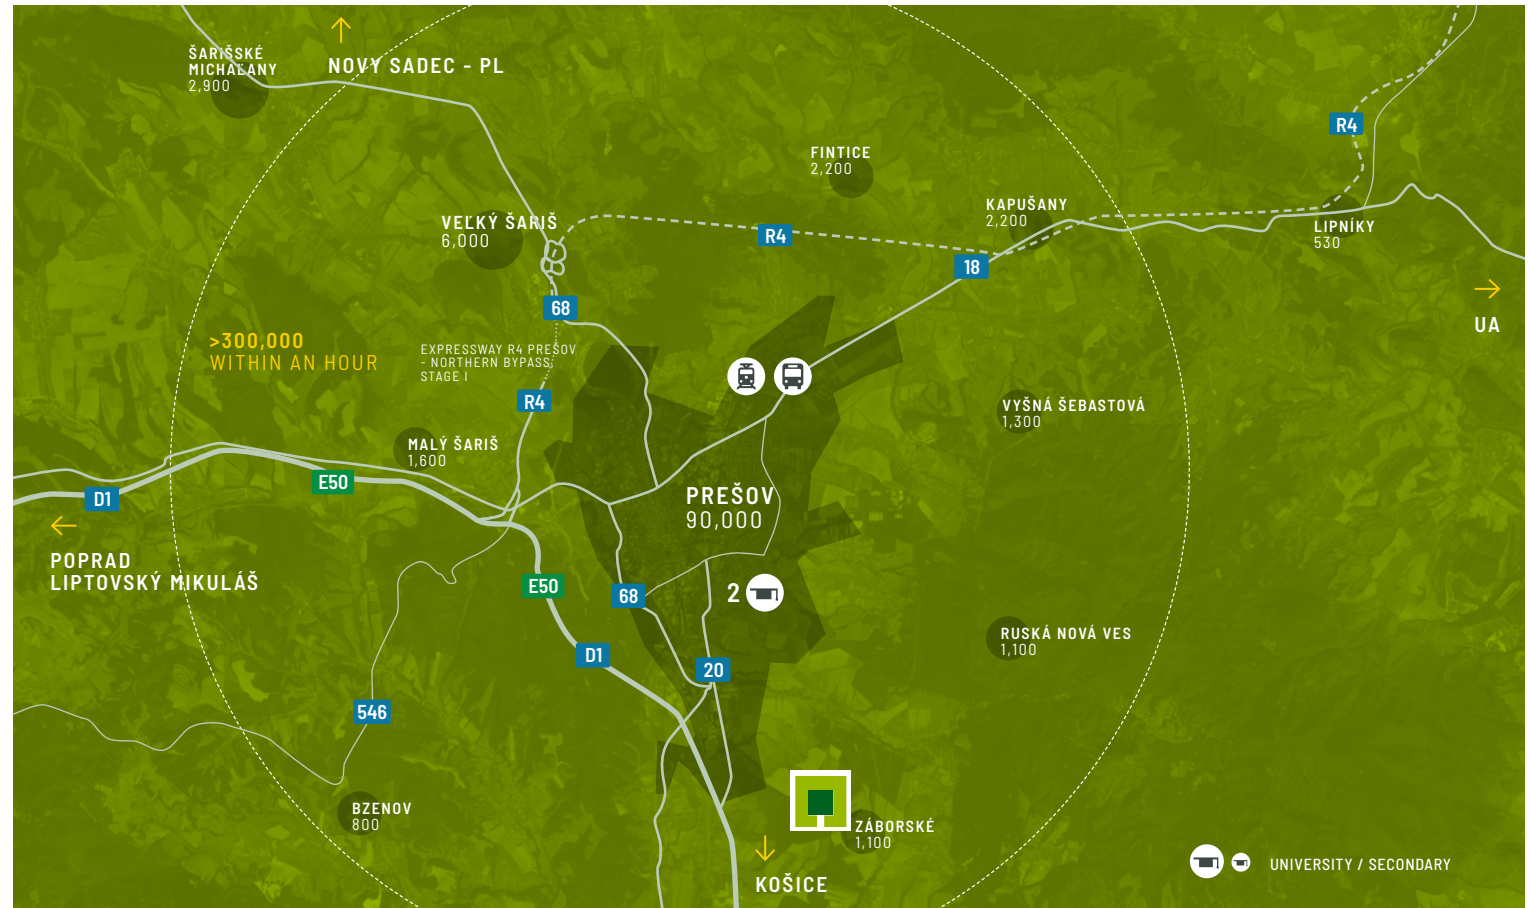 ŠARIŠSKÉ
MICHAĽANY
2,900
NOVY SADEC - PL
R4
FINTICE
2,200
KAPUŠANY
2,200
LIPNÍKY
530
VEĽKÝ ŠARIŠ
6,000
R4
18
68
UA
>300,000
WITHIN AN HOUR
EXPRESSWAY R4 PREŠOV
- NORTHERN BYPASS,
STAGE I
R4
VYŠNÁ ŠEBASTOVÁ
1,300
MALÝ ŠARIŠ
1,600
E50
D1
PREŠOV
90,000
POPRAD
LIPTOVSKÝ MIKULÁŠ
E50
68
2
RUSKÁ NOVÁ VES
1,100
D1
20
546
BZENOV
800
ZÁBORSKÉ
1,100
KOŠICE
UNIVERSITY / SECONDARY